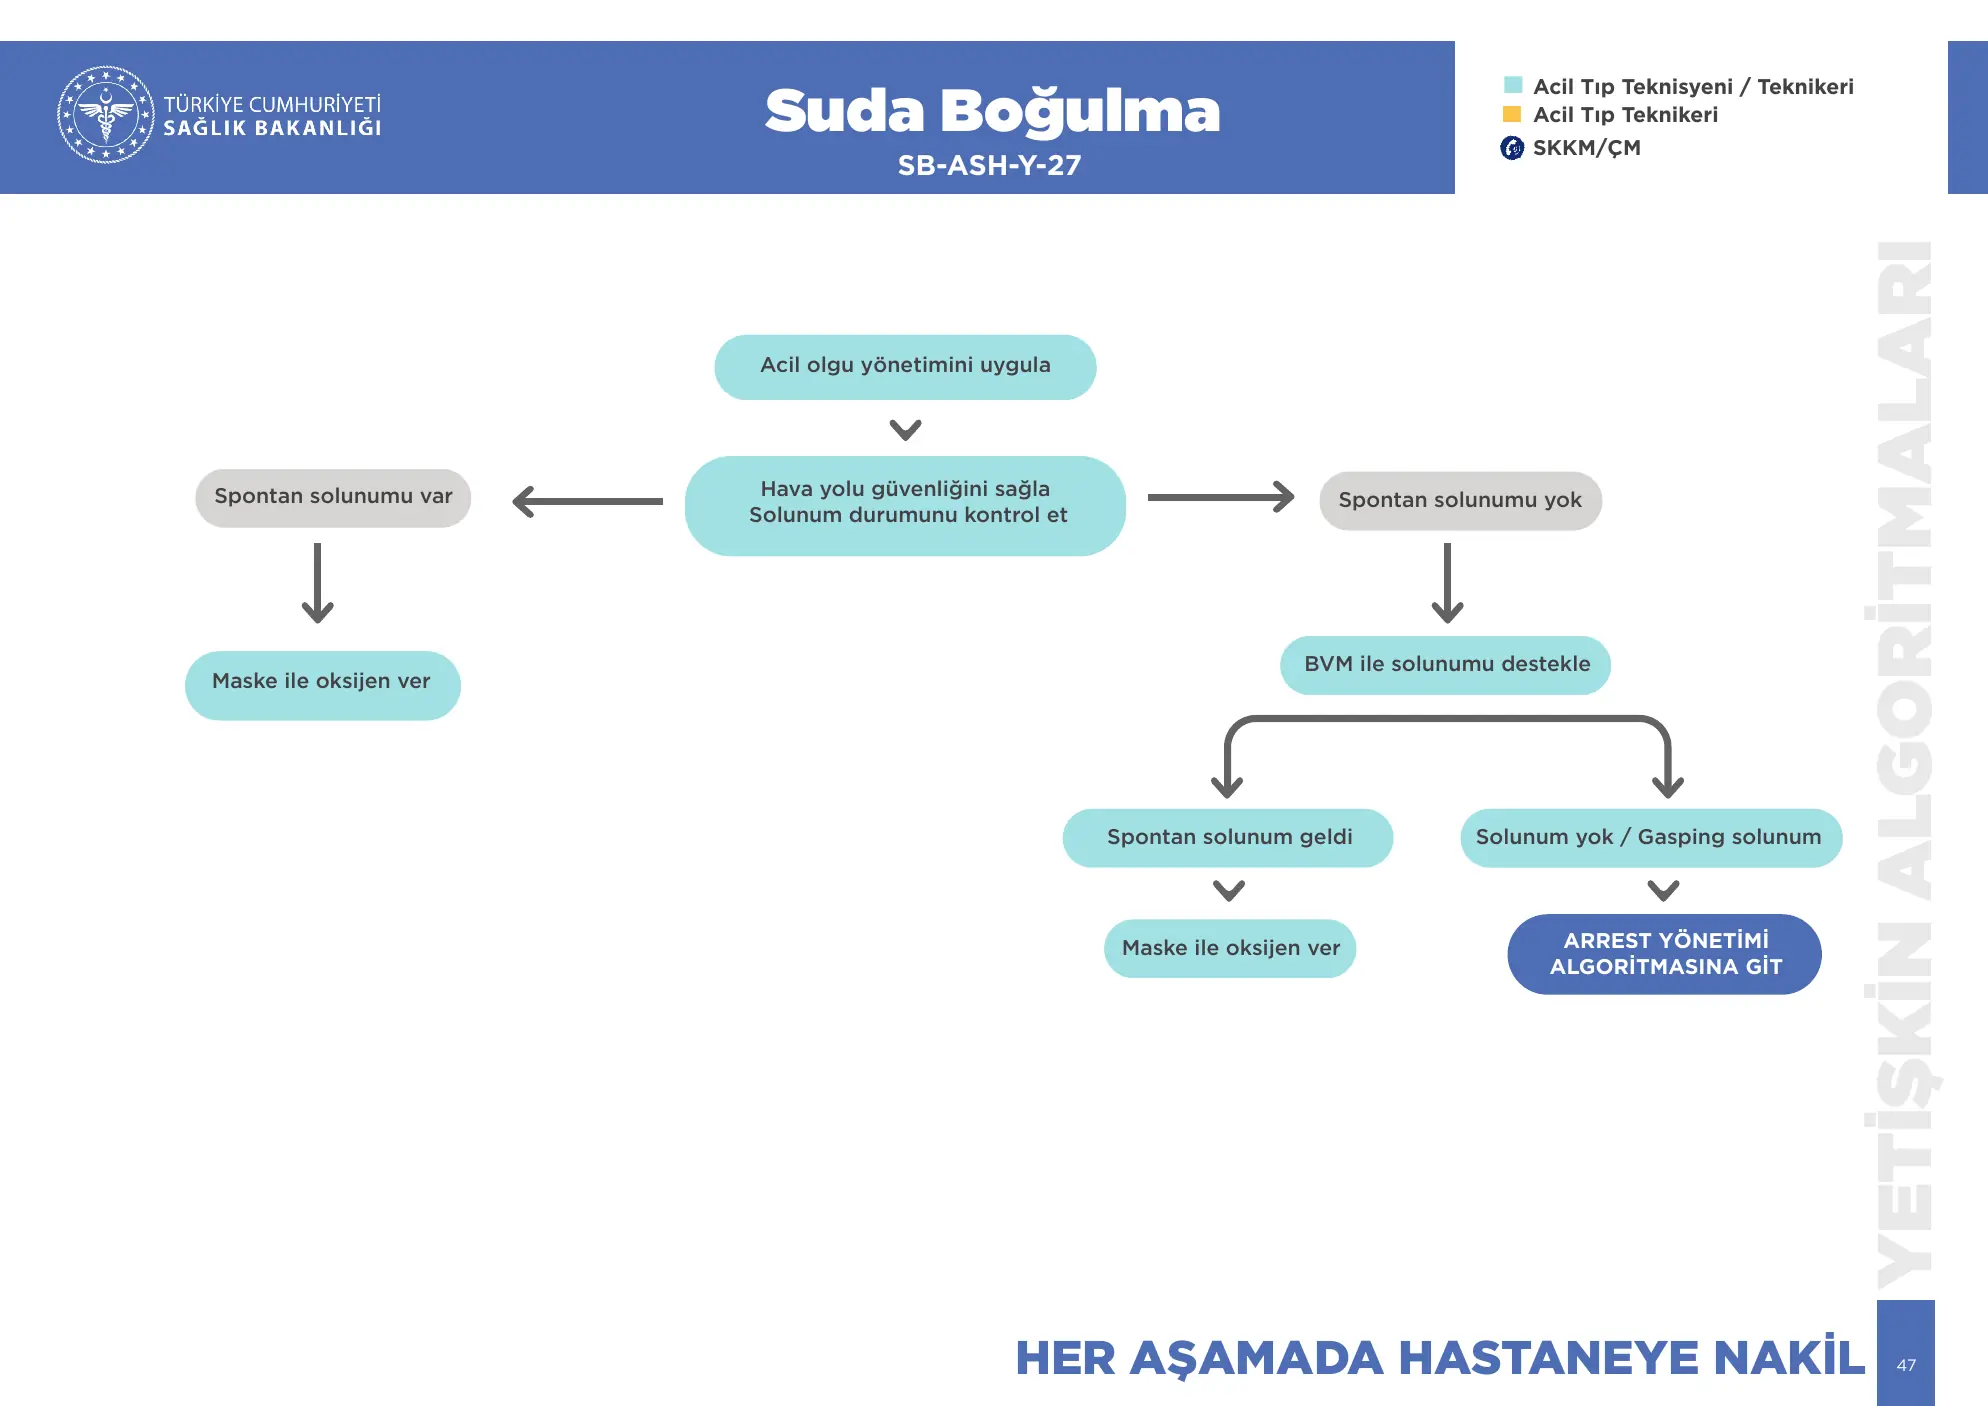 TÜRKİYE CUMHURİYETİ
SAĞLIK BAKANLIĞI
Suda Boğulma
SB-ASH-Y-27
Acil Tıp Teknisyeni / Teknikeri
Acil Tıp Teknikeri
SKKM/ÇM
Acil olgu yönetimini uygula
Spontan solunumu var
Hava yolu güvenliğini sağla
Solunum durumunu kontrol et
Spontan solunumu yok
Maske ile oksijen ver
BVM ile solunumu destekle
Spontan solunum geldi
Solunum yok / Gasping solunum
Maske ile oksijen ver
ARREST YÖNETİMİ
ALGORİTMASINA GİT
YETİŞKİN ALGORİTMALARI
HER AŞAMADA HASTANEYE NAKİL
47